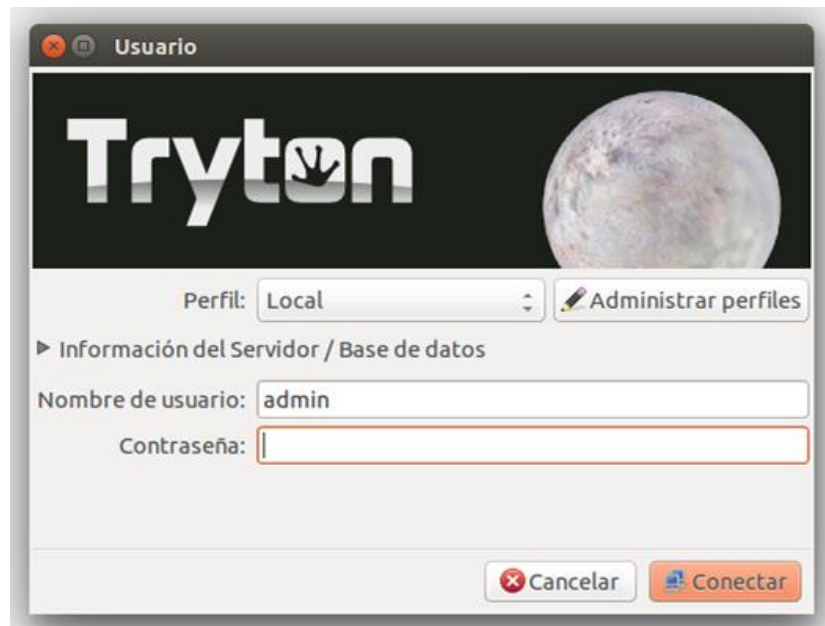 Usuario
Tryton
Perfil: Local Administrar perfiles
Información del Servidor / Base de datos
Nombre de usuario: admin
Contraseña:
Cancelar Conectar